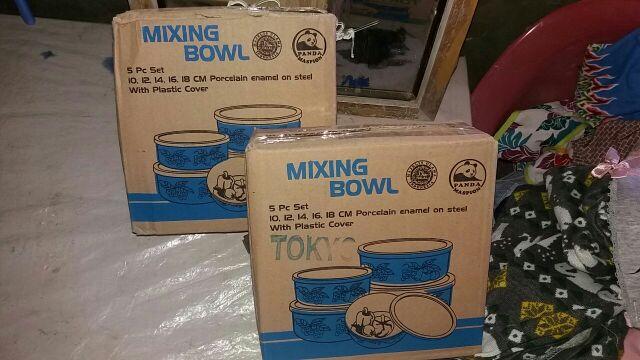 MIXING
BOWL
PANDA
MASPION
5 Pc Set
10, 12, 14, 16, 18 CM Porcelain enamel on steel
With Plastic Cover
MIXING
BOWL
PANDA
MASPION
5 Pc Set
10, 12, 14, 16, 18 CM Porcelain enamel on steel
With Plastic Cover
TOKYO